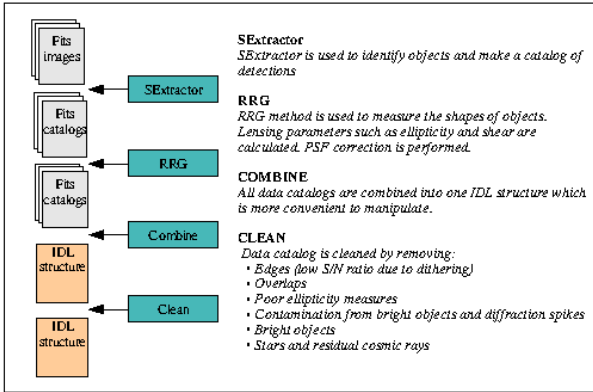 Fits
images
SExtractor
Fits
catalogs
RRG
Fits
catalogs
Combine
IDL
structure
Clean
IDL
structure
SExtractor
SExtractor is used to identify objects and make a catalog of
detections
RRG
RRG method is used to measure the shapes of objects.
Lensing parameters such as ellipticity and shear are
calculated. PSF correction is performed.
COMBINE
All data catalogs are combined into one IDL structure which
is more convenient to manipulate.
CLEAN
Data catalog is cleaned by removing:
• Edges (low S/N ratio due to dithering)
• Overlaps
• Poor ellipticity measures
• Contamination from bright objects and diffraction spikes
• Bright objects
• Stars and residual cosmic rays